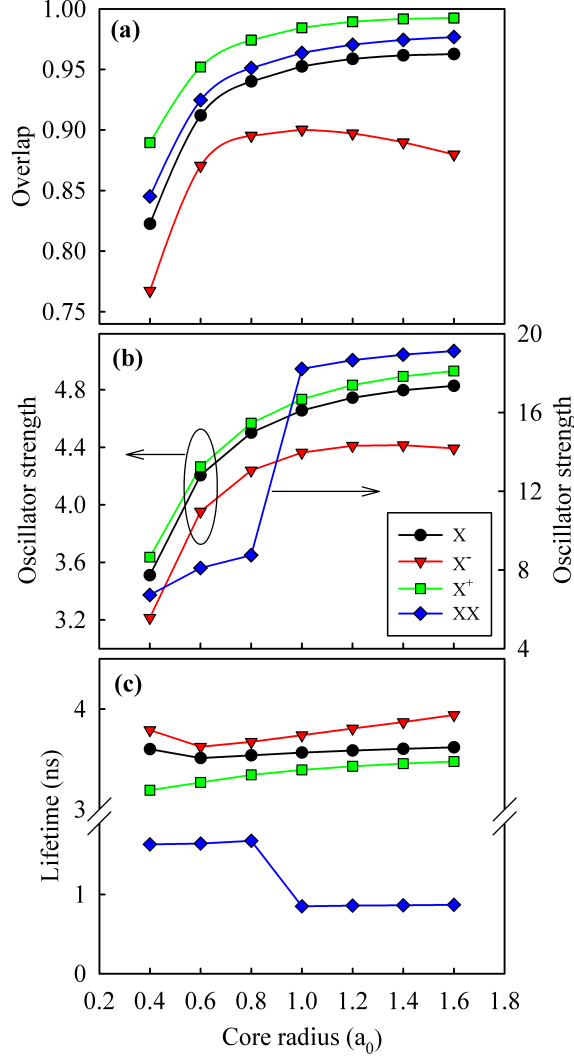 (a)
1.00
0.95
0.90
0.85
0.80
0.75
Overlap
(b)
4.8
4.4
4.0
3.6
3.2
Oscillator strength
20
16
12
8
4
Oscillator strength
X
X⁻
X⁺
XX
(c)
4
3
1
0
Lifetime (ns)
0.2 0.4 0.6 0.8 1.0 1.2 1.4 1.6 1.8
Core radius (a₀)